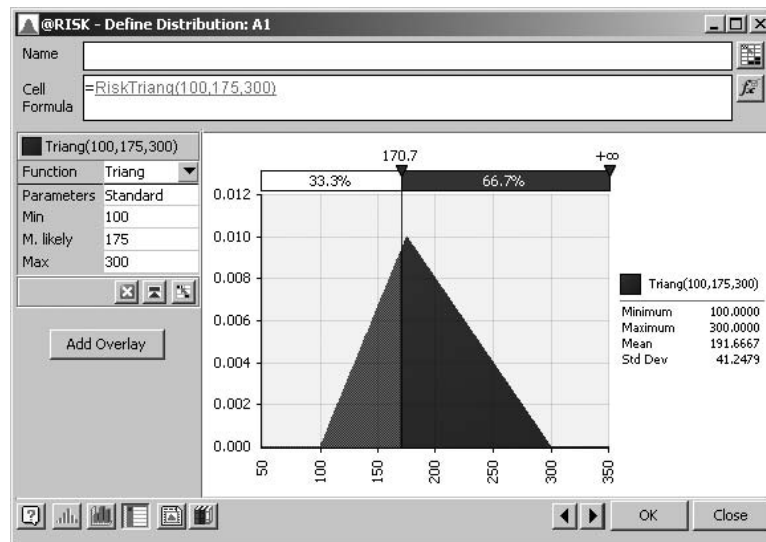 @RISK - Define Distribution: A1
Name
Cell Formula
=RiskTriang(100,175,300)
Triang(100,175,300)
Function Triang
Parameters Standard
Min 100
M. likely 175
Max 300
Add Overlay
170.7 +∞
33.3% 66.7%
0.012
0.010
0.008
0.006
0.004
0.002
0.000
50 100 150 200 250 300 350
Triang(100,175,300)
Minimum 100.0000
Maximum 300.0000
Mean 191.6667
Std Dev 41.2479
OK Close